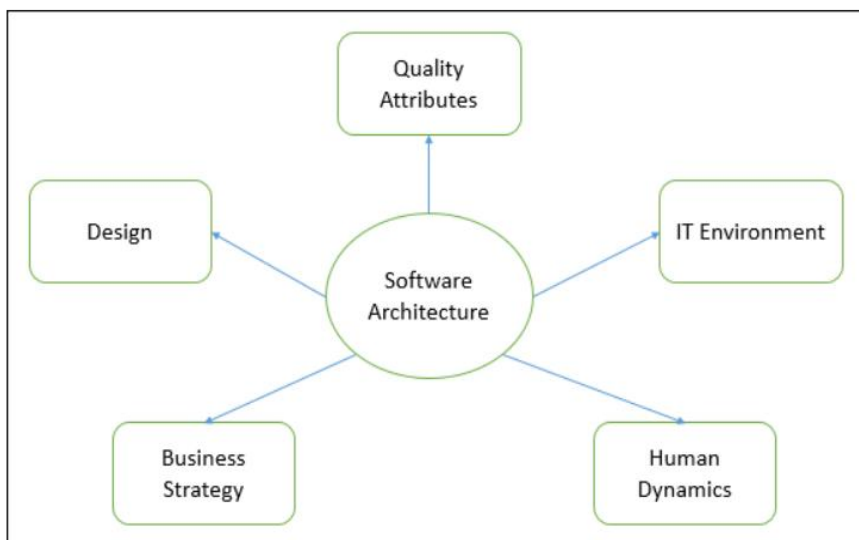 Quality
Attributes
Design
IT Environment
Software
Architecture
Business
Strategy
Human
Dynamics